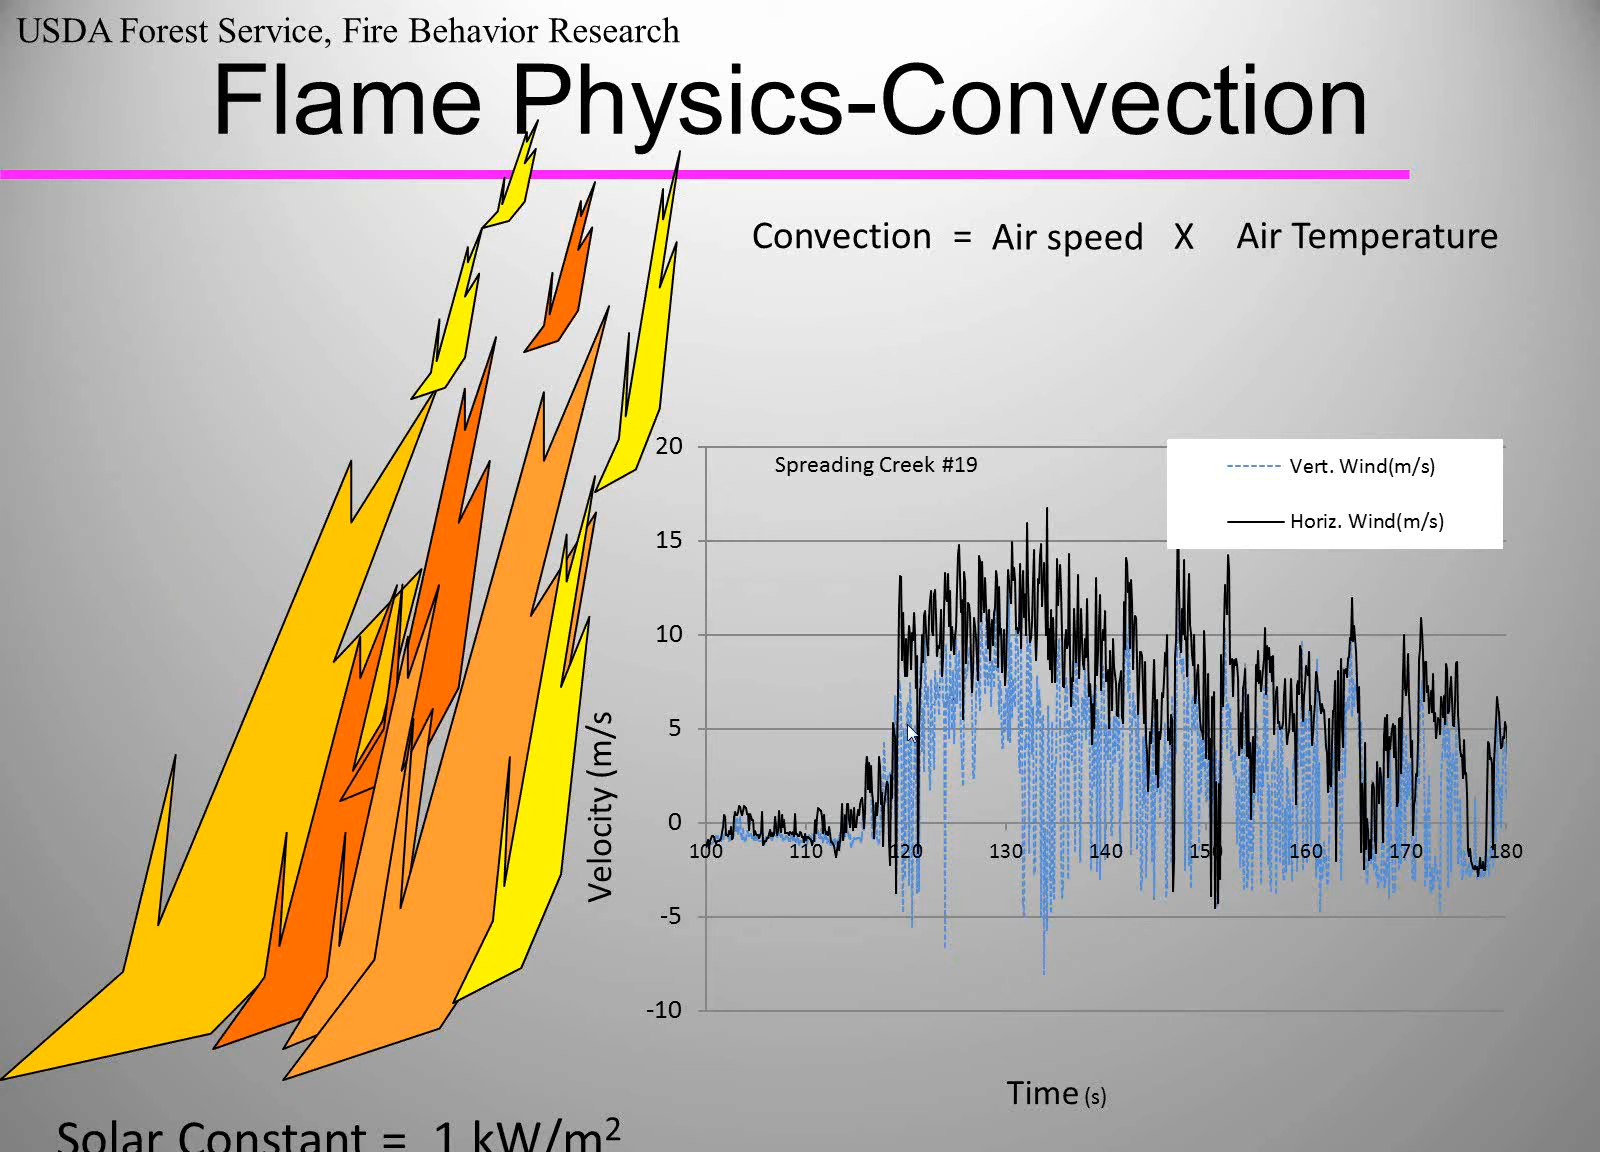 USDA Forest Service, Fire Behavior Research
Flame Physics-Convection
Convection = Air speed X Air Temperature
20
15
10
5
0
-5
-10
Velocity (m/s
Spreading Creek #19
Vert. Wind(m/s)
Horiz. Wind(m/s)
100 110 120 130 140 150 160 170 180
Time (s)
Solar Constant = 1 kW/m²